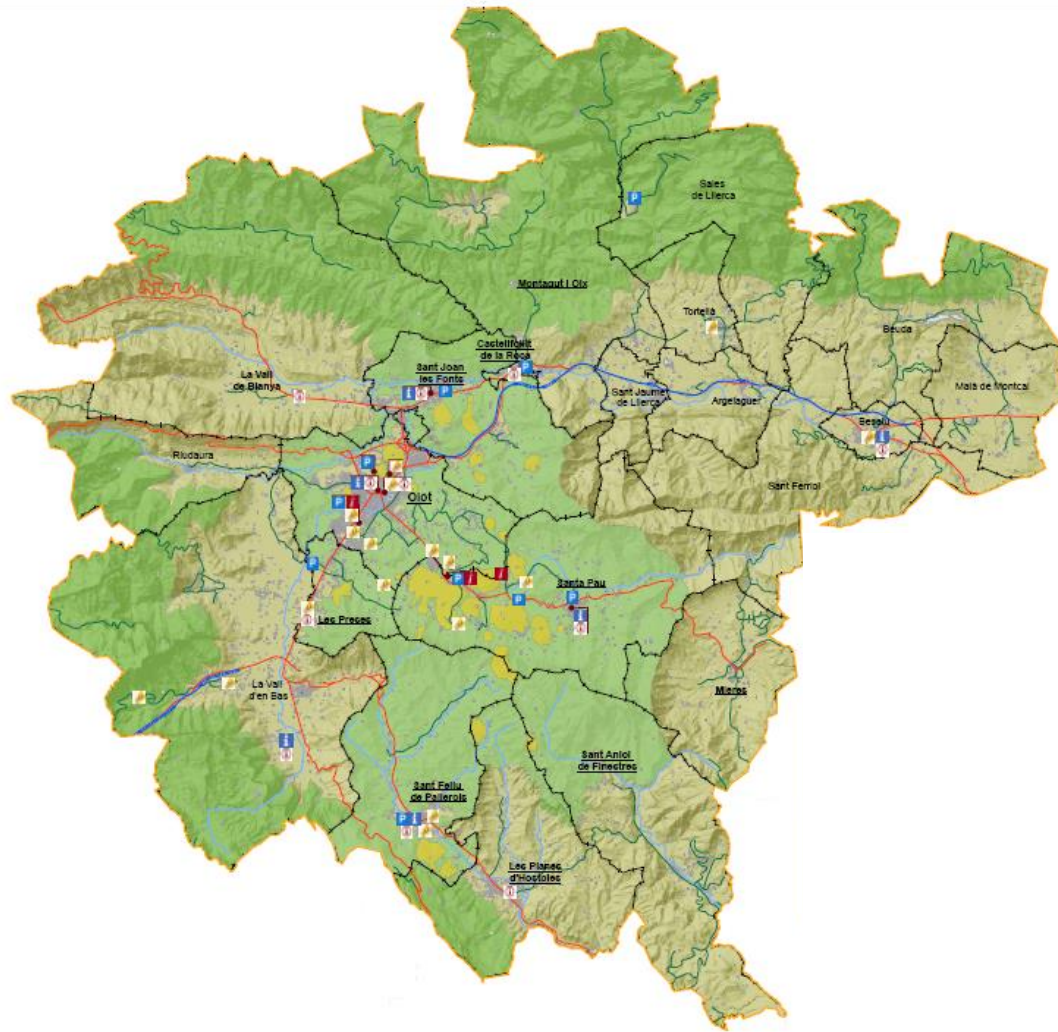 Sales
de Llierca
Montagut i Oix
Tortellà
Beuda
Castellfollit
de la Roca
Sant Joan
les Fonts
La Vall
de Bianya
Sant Jaume
de Llierca
Argelaguer
Maià de Montcal
Besalú
Riudaura
Sant Ferriol
Olot
Santa Pau
Les Preses
La Vall
d'en Bas
Mieres
Sant Aniol
de Finestres
Sant Feliu
de Pallerols
Les Planes
d'Hostoles
P
P
P
i
P
i
i
P
i
P
P
i
i
P
P
i
i
P
i